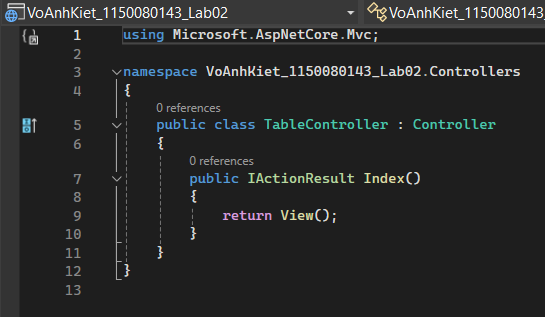 VoAnhKiet_1150080143_Lab02 VoAnhKiet_1150080143_
1 using Microsoft.AspNetCore.Mvc;
2
3 namespace VoAnhKiet_1150080143_Lab02.Controllers
4 {
0 references
5 public class TableController : Controller
6 {
0 references
7 public IActionResult Index()
8 {
9 return View();
10 }
11 }
12 }
13